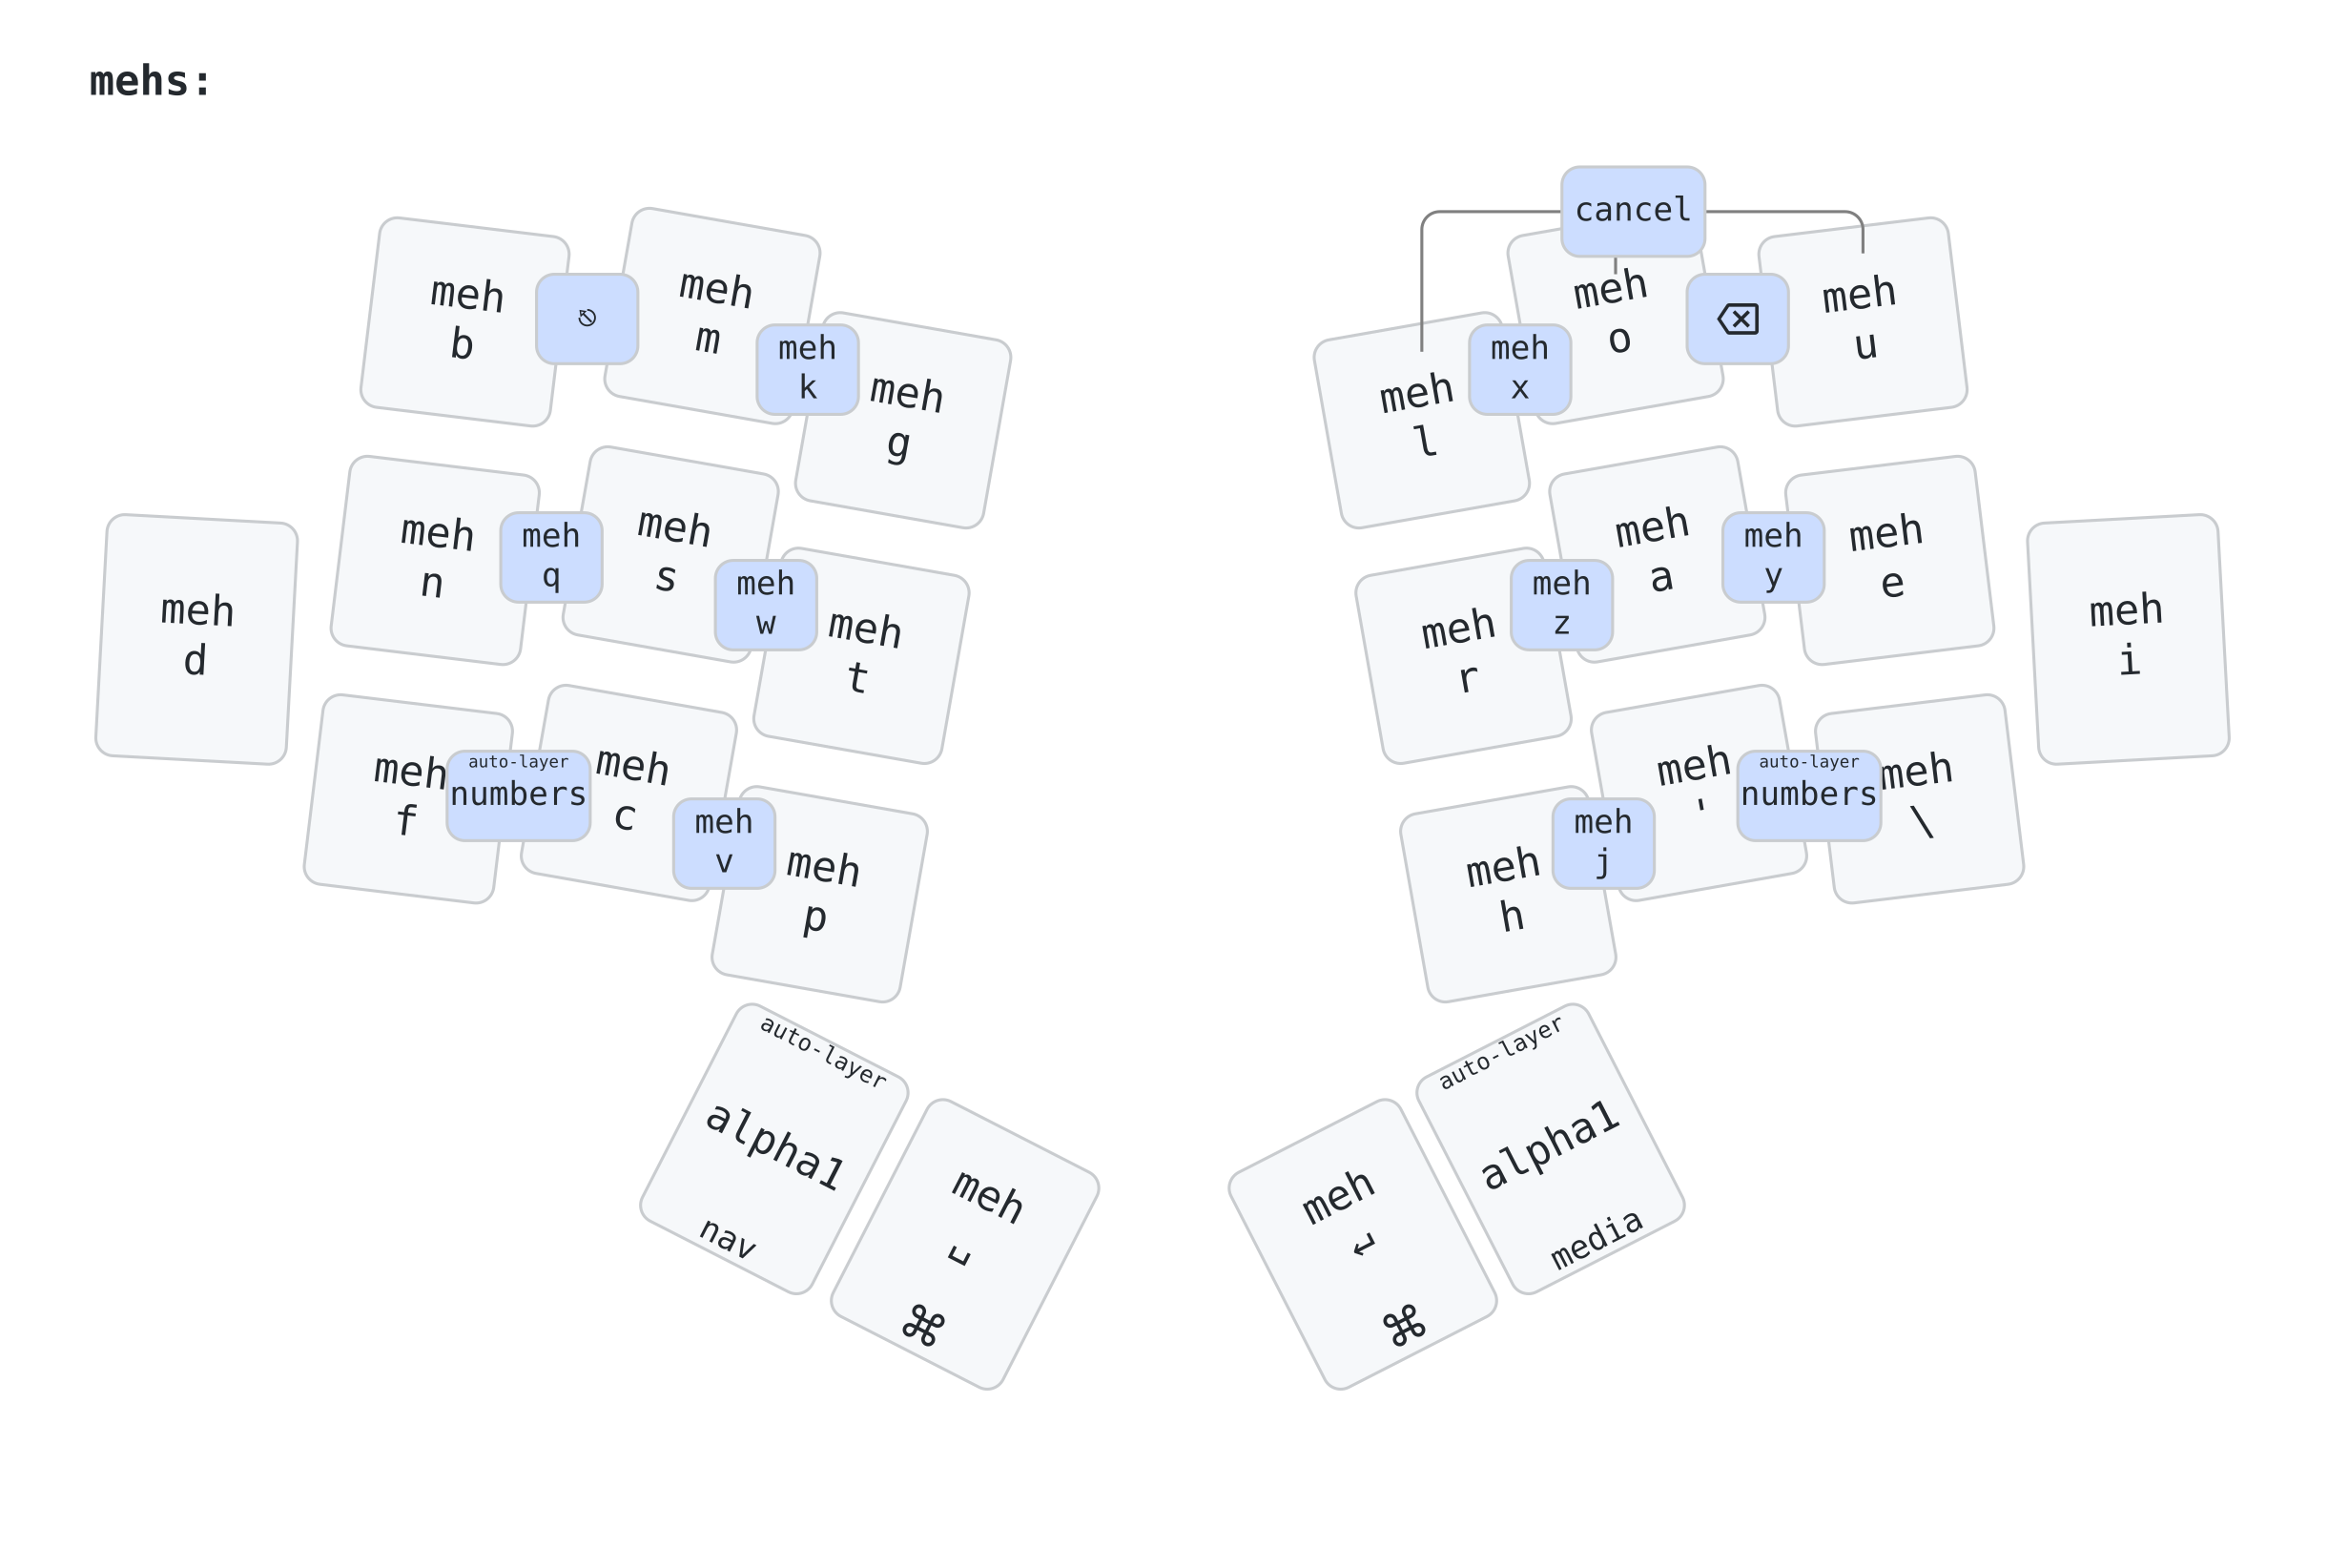 mehs:
cancel
meh
b
⎋
meh
m
meh
k
meh
g
meh
l
meh
x
meh
o
⌫
meh
u
meh
d
meh
n
meh
q
meh
s
meh
w
meh
t
meh
r
meh
z
meh
a
meh
y
meh
e
meh
i
meh
f
auto-layer
numbers
meh
c
meh
v
meh
p
meh
h
meh
j
meh
'
auto-layer
numbers
meh
\
auto-layer
alpha1
nav
meh
␣
⌘
meh
↵
⌘
auto-layer
alpha1
media